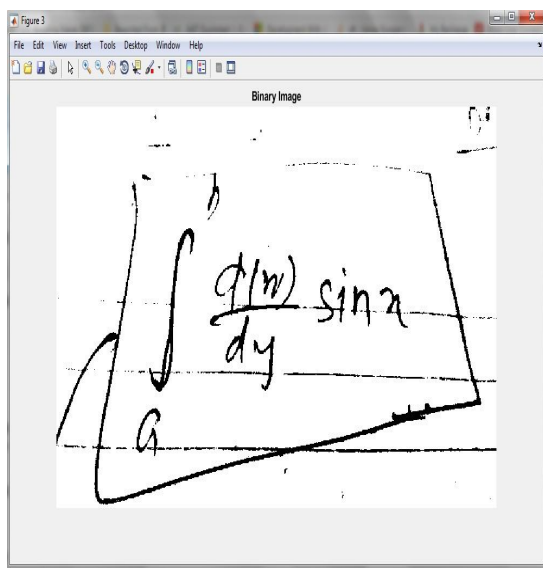 Figure 3
File Edit View Insert Tools Desktop Window Help
Binary Image
b
∫ d(x)/dy sin x
a